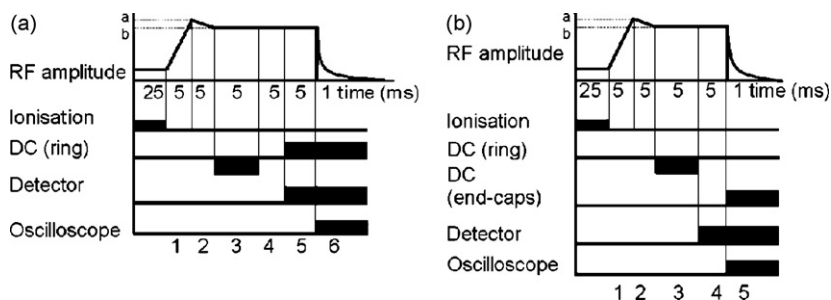 (a)
a
b
RF amplitude
25 5 5 5 5 5 1 time (ms)
Ionisation
DC (ring)
Detector
Oscilloscope
1 2 3 4 5 6
(b)
a
b
RF amplitude
25 5 5 5 5 1 time (ms)
Ionisation
DC (ring)
DC
(end-caps)
Detector
Oscilloscope
1 2 3 4 5